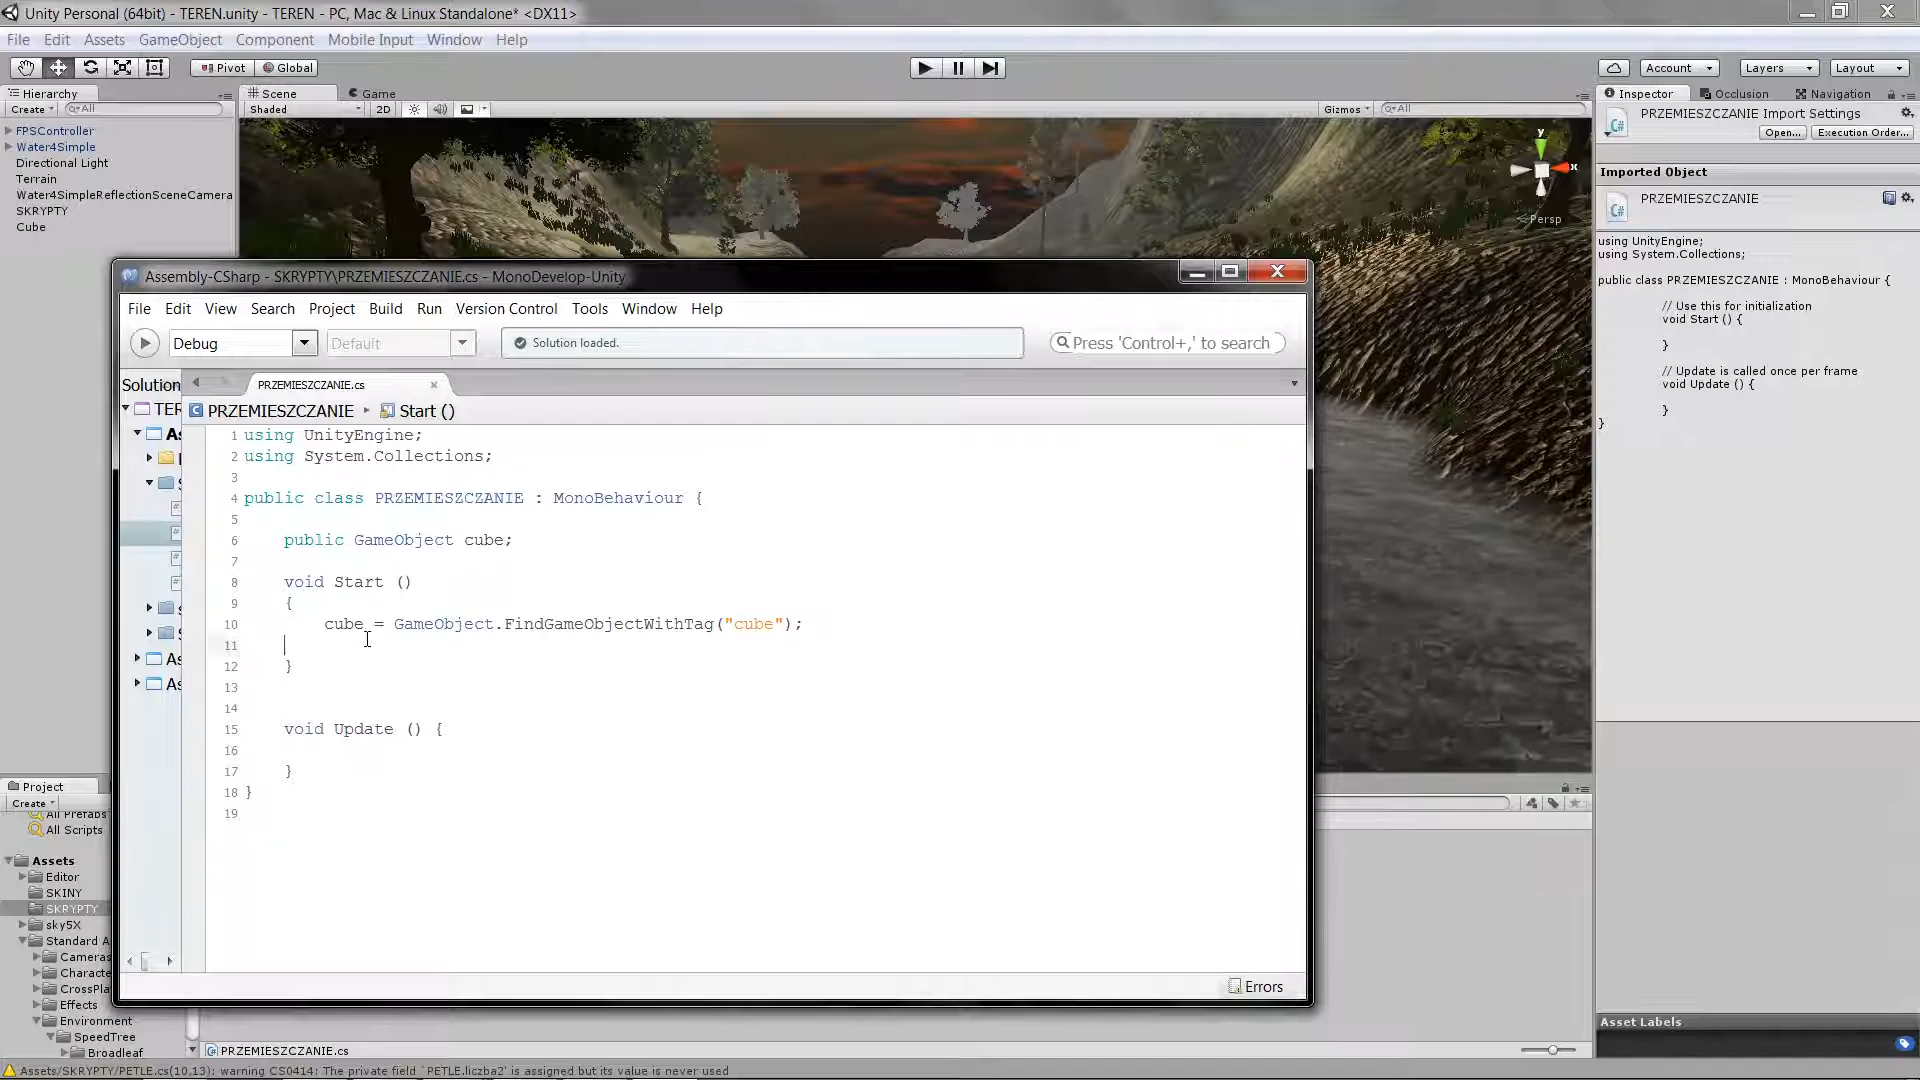 Unity Personal (64bit) - TEREN.unity - TEREN - PC, Mac & Linux Standalone* <DX11>
File Edit Assets GameObject Component Mobile Input Window Help
Pivot Global Account Layers Layout
Hierarchy Scene Game Inspector Occlusion Navigation
Create All Shaded 2D Gizmos All
PRZEMIESZCZANIE Import Settings
Open... Execution Order...
FPSController
Water4Simple
Directional Light
Terrain
Water4SimpleReflectionSceneCamera
SKRYPTY
Cube
y
x
Persp
Imported Object
PRZEMIESZCZANIE
using UnityEngine;
using System.Collections;
public class PRZEMIESZCZANIE : MonoBehaviour {
// Use this for initialization
void Start () {
}
// Update is called once per frame
void Update () {
}
}
Assembly-CSharp - SKRYPTY\PRZEMIESZCZANIE.cs - MonoDevelop-Unity
File Edit View Search Project Build Run Version Control Tools Window Help
Debug Default Solution loaded. Press 'Control+,' to search
Solution PRZEMIESZCZANIE.cs
PRZEMIESZCZANIE Start ()
1 using UnityEngine;
2 using System.Collections;
3
4 public class PRZEMIESZCZANIE : MonoBehaviour {
5
6 public GameObject cube;
7
8 void Start ()
9 {
10 cube = GameObject.FindGameObjectWithTag("cube");
11
12 }
13
14
15 void Update () {
16
17 }
18 }
19
Errors
Project
Create
All Prefabs
All Scripts
Assets
Editor
SKINY
SKRYPTY
sky5X
Standard A
Cameras
Characte
CrossPla
Effects
Environment
SpeedTree
Broadleaf
PRZEMIESZCZANIE.cs
Asset Labels
Assets/SKRYPTY/PETLE.cs(10,13): warning CS0414: The private field `PETLE.liczba2' is assigned but its value is never used